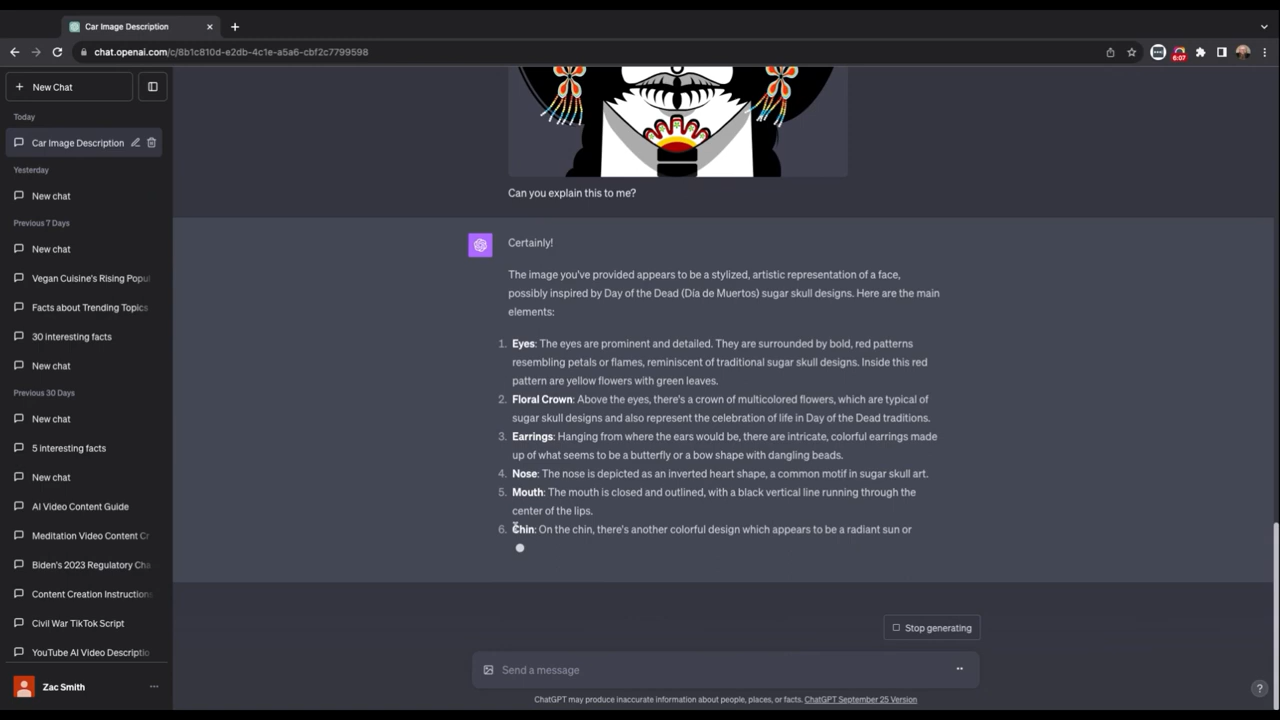 Car Image Description
chat.openai.com/c/8b1c810d-e2db-4c1e-a5a6-cbf2c7799598
6:07
New Chat
Today
Car Image Description
Yesterday
New chat
Previous 7 Days
New chat
Vegan Cuisine's Rising Popul
Facts about Trending Topics
30 interesting facts
New chat
Previous 30 Days
New chat
5 interesting facts
New chat
AI Video Content Guide
Meditation Video Content Cr
Biden's 2023 Regulatory Cha
Content Creation Instructions
Civil War TikTok Script
YouTube AI Video Descriptio
Zac Smith
Can you explain this to me?
Certainly!
The image you've provided appears to be a stylized, artistic representation of a face,
possibly inspired by Day of the Dead (Día de Muertos) sugar skull designs. Here are the main
elements:
1. Eyes: The eyes are prominent and detailed. They are surrounded by bold, red patterns
resembling petals or flames, reminiscent of traditional sugar skull designs. Inside this red
pattern are yellow flowers with green leaves.
2. Floral Crown: Above the eyes, there's a crown of multicolored flowers, which are typical of
sugar skull designs and also represent the celebration of life in Day of the Dead traditions.
3. Earrings: Hanging from where the ears would be, there are intricate, colorful earrings made
up of what seems to be a butterfly or a bow shape with dangling beads.
4. Nose: The nose is depicted as an inverted heart shape, a common motif in sugar skull art.
5. Mouth: The mouth is closed and outlined, with a black vertical line running through the
center of the lips.
6. Chin: On the chin, there's another colorful design which appears to be a radiant sun or
Stop generating
Send a message
ChatGPT may produce inaccurate information about people, places, or facts. ChatGPT September 25 Version
?